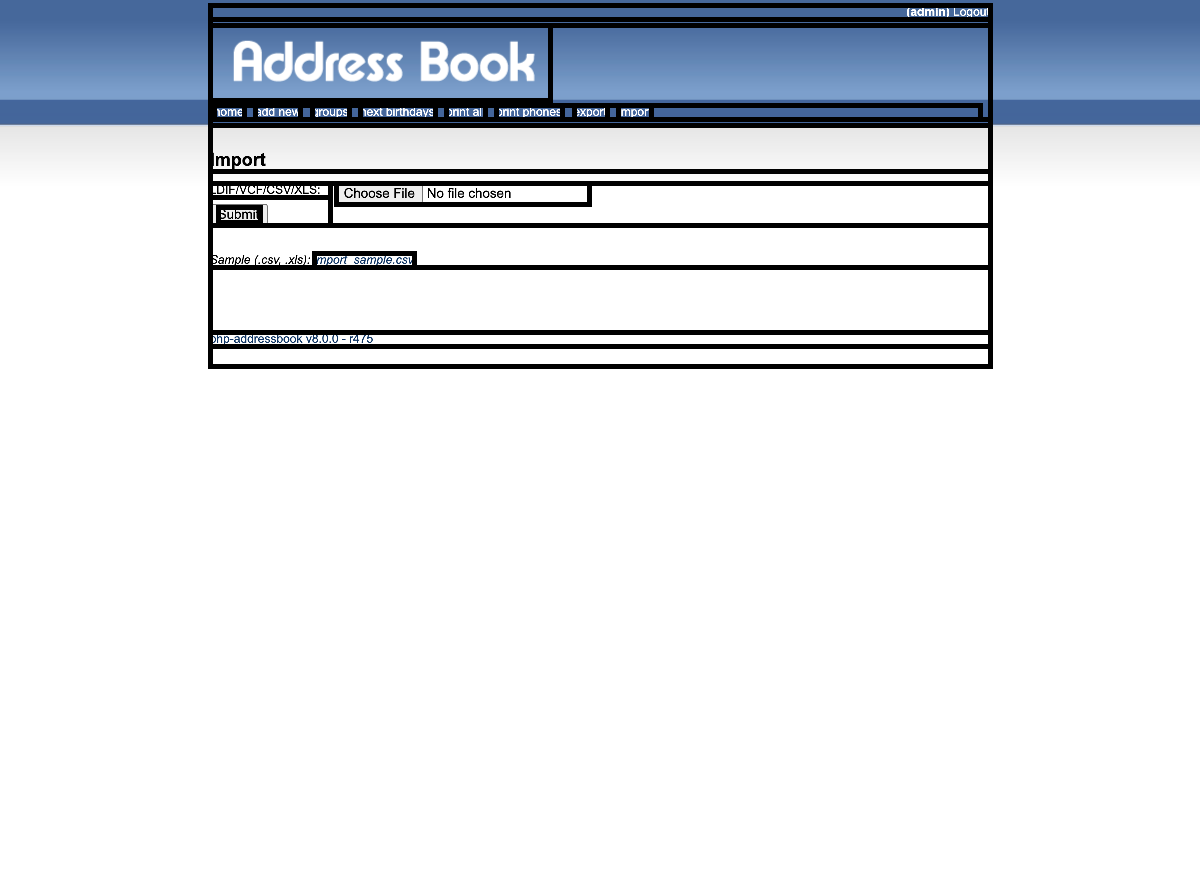 (admin) Logout
Address Book
home add new groups next birthdays print all print phones export import
Import
LDIF/VCF/CSV/XLS: Choose File No file chosen
Submit
Sample (.csv, .xls): import_sample.csv
php-addressbook v8.0.0 - r475